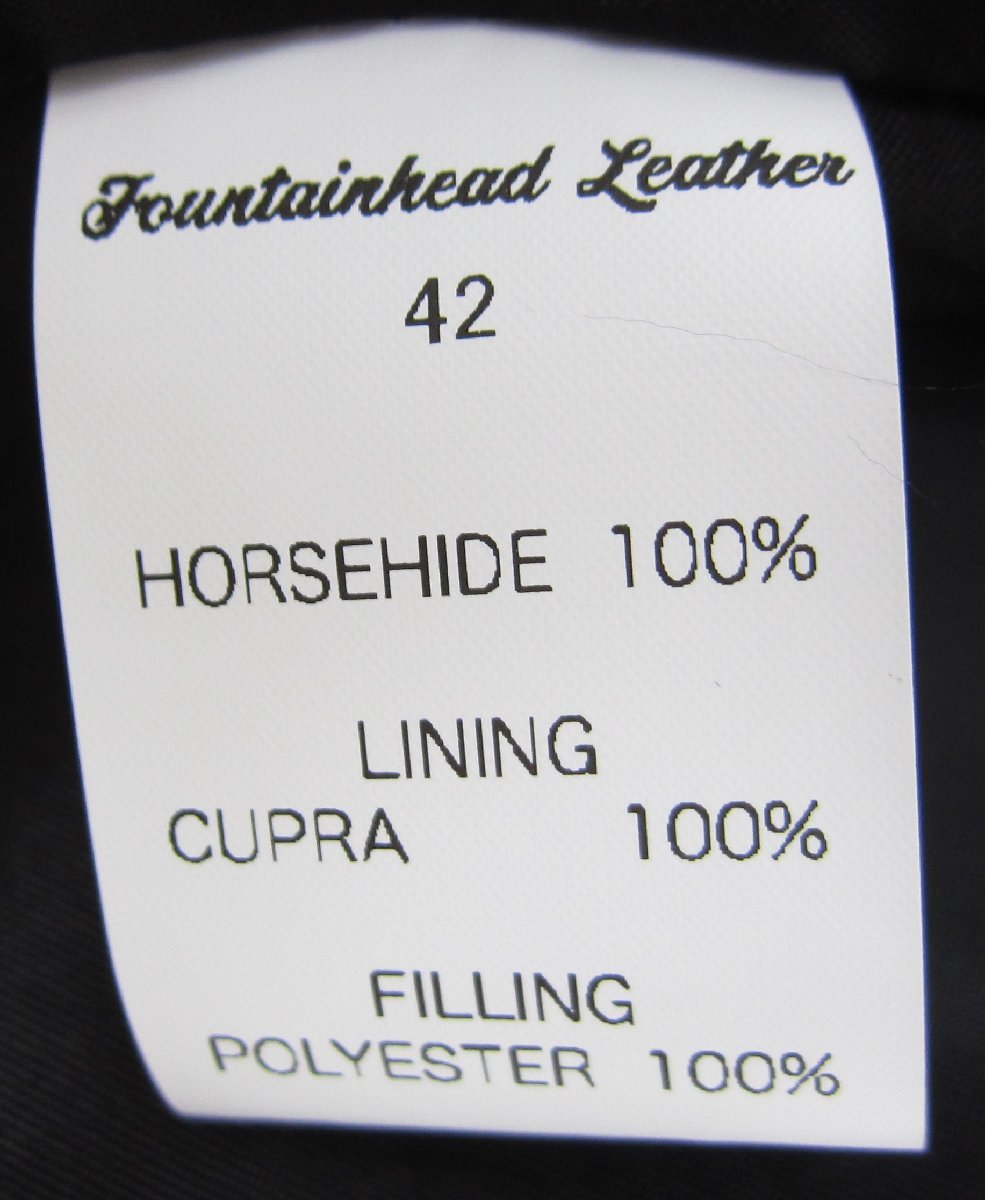 Fountainhead Leather
42
HORSEHIDE 100%
LINING
CUPRA 100%
FILLING
POLYESTER 100%